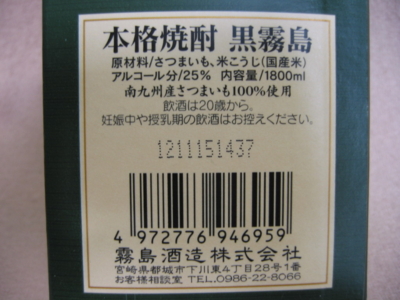 本格焼酎 黒霧島
原材料/さつまいも、米こうじ(国産米)
アルコール分/25% 内容量/1800ml
南九州産さつまいも100%使用
飲酒は20歳から。
妊娠中や授乳期の飲酒はお控えください。
1211151437
4 972776 946959
霧島酒造株式会社
宮崎県都城市下川東4丁目28号1番
お客様相談室 TEL 0986-22-8066